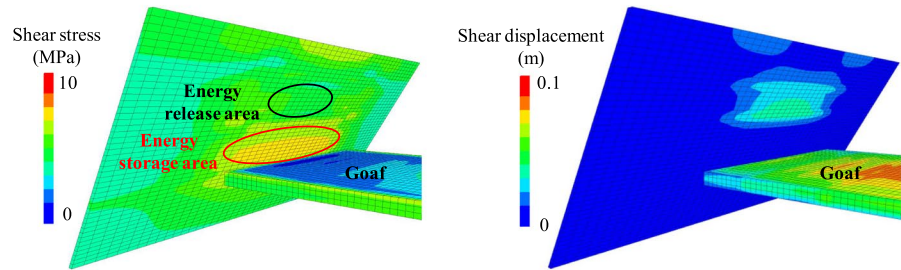 Shear stress
(MPa)
10
0
Energy
release area
Energy
storage area
Goaf
Shear displacement
(m)
0.1
0
Goaf